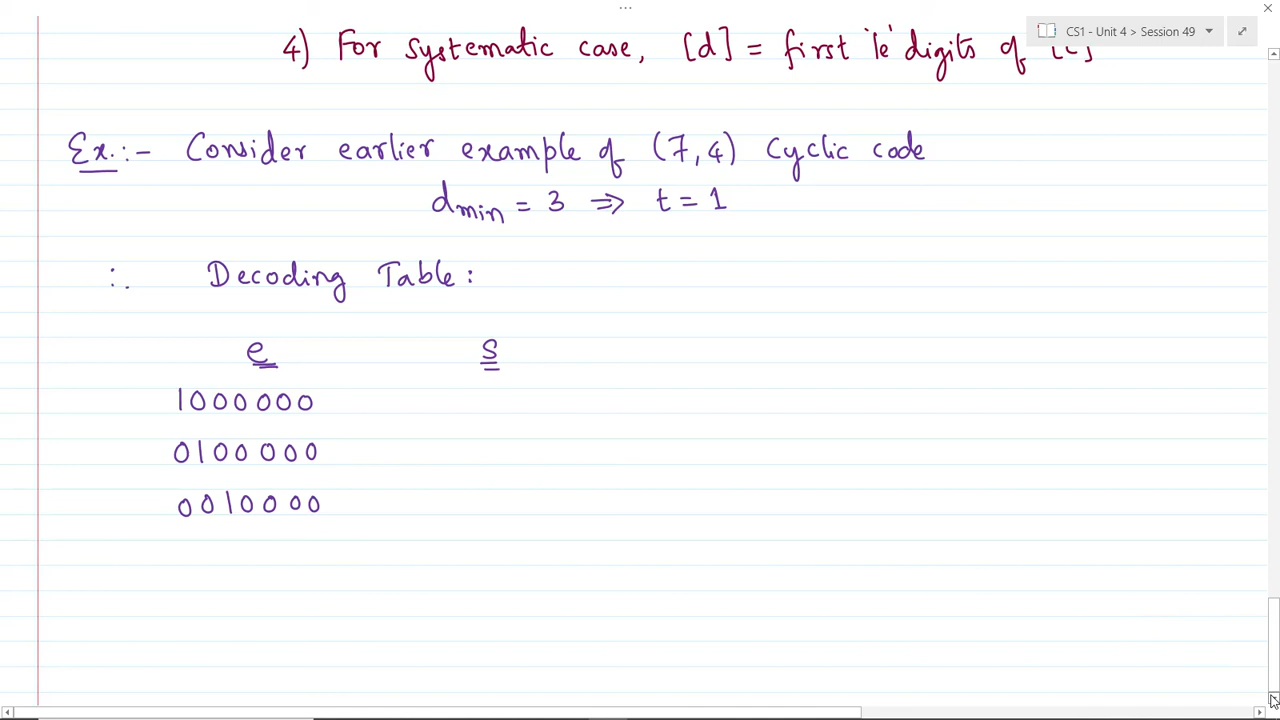 CS1 - Unit 4 > Session 49
4) For systematic case, [d] = first 'k' digits of [c]
Ex.:- Consider earlier example of (7,4) cyclic code
dmin = 3 ⇒ t = 1
∴ Decoding Table:
e s
1000000
0100000
0010000